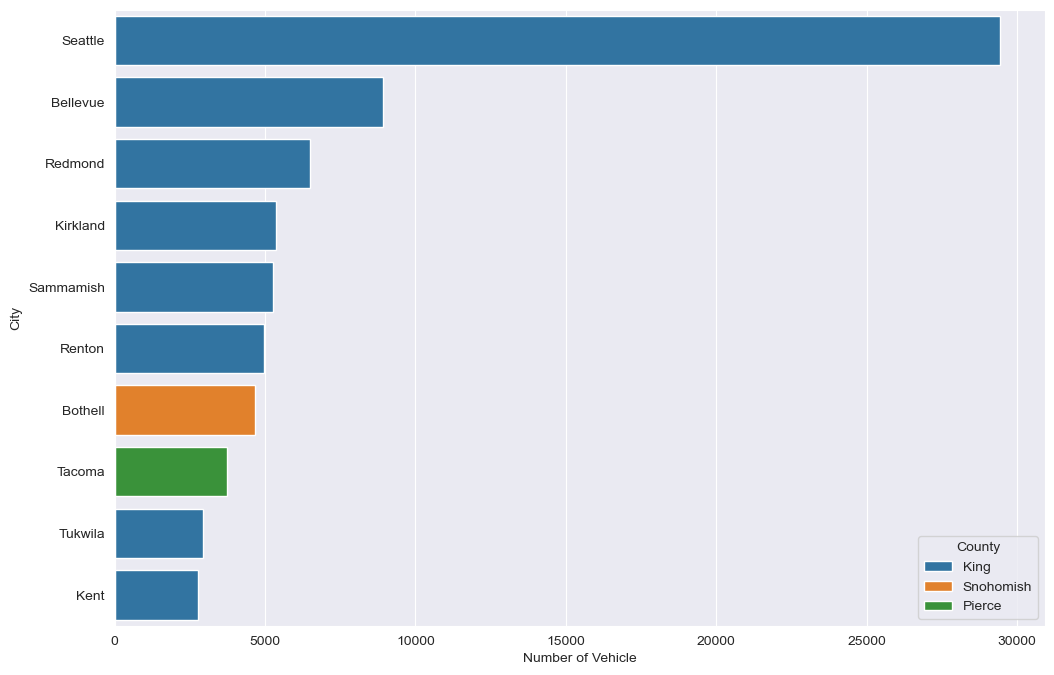 Seattle
Bellevue
Redmond
Kirkland
Sammamish
Renton
Bothell
Tacoma
Tukwila
Kent
City
0 5000 10000 15000 20000 25000 30000
Number of Vehicle
County
King
Snohomish
Pierce